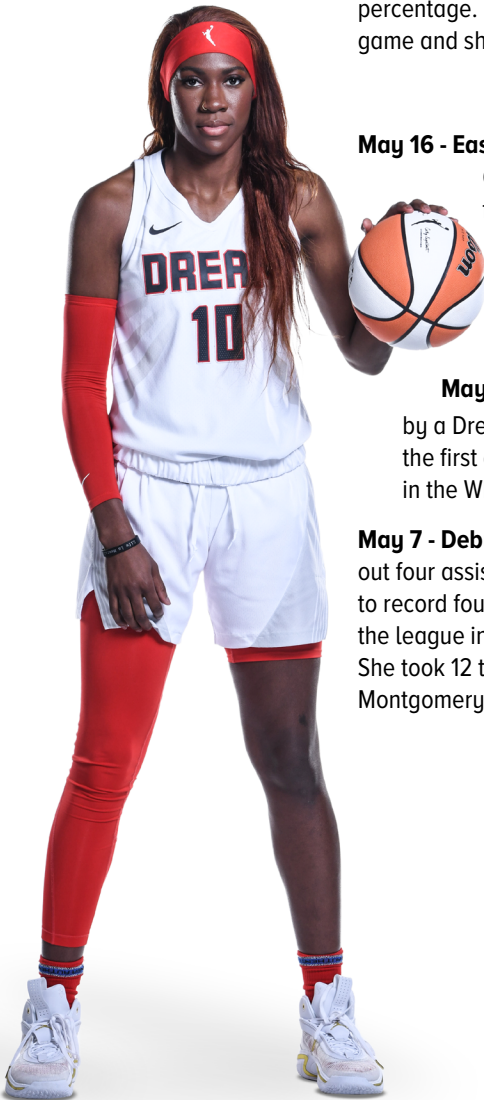 percentage.
game and sh
May 16 - Eas
May
by a Dre
the first
in the W
May 7 - Deb
out four assis
to record fou
the league in
She took 12 t
Montgomery
DREA
10
Wilson